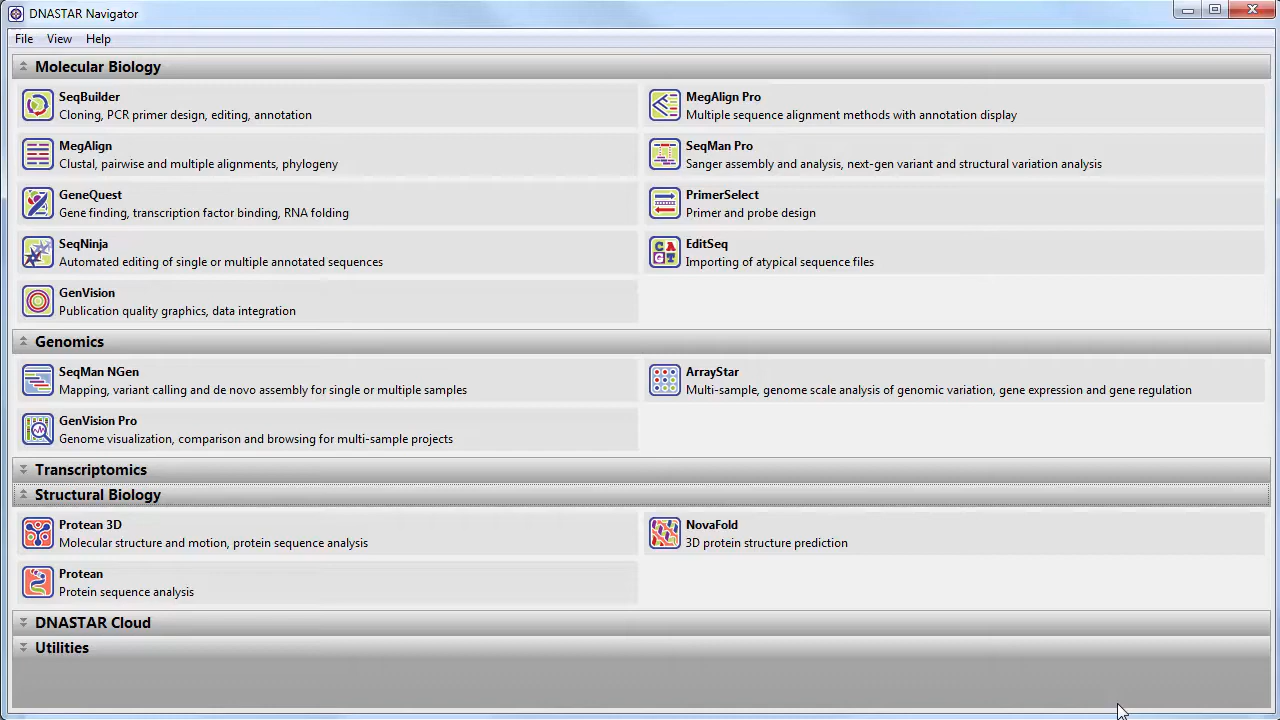 DNASTAR Navigator
File View Help
Molecular Biology
SeqBuilder
Cloning, PCR primer design, editing, annotation
MegAlign Pro
Multiple sequence alignment methods with annotation display
MegAlign
Clustal, pairwise and multiple alignments, phylogeny
SeqMan Pro
Sanger assembly and analysis, next-gen variant and structural variation analysis
GeneQuest
Gene finding, transcription factor binding, RNA folding
PrimerSelect
Primer and probe design
SeqNinja
Automated editing of single or multiple annotated sequences
EditSeq
Importing of atypical sequence files
GenVision
Publication quality graphics, data integration
Genomics
SeqMan NGen
Mapping, variant calling and de novo assembly for single or multiple samples
ArrayStar
Multi-sample, genome scale analysis of genomic variation, gene expression and gene regulation
GenVision Pro
Genome visualization, comparison and browsing for multi-sample projects
Transcriptomics
Structural Biology
Protean 3D
Molecular structure and motion, protein sequence analysis
NovaFold
3D protein structure prediction
Protean
Protein sequence analysis
DNASTAR Cloud
Utilities